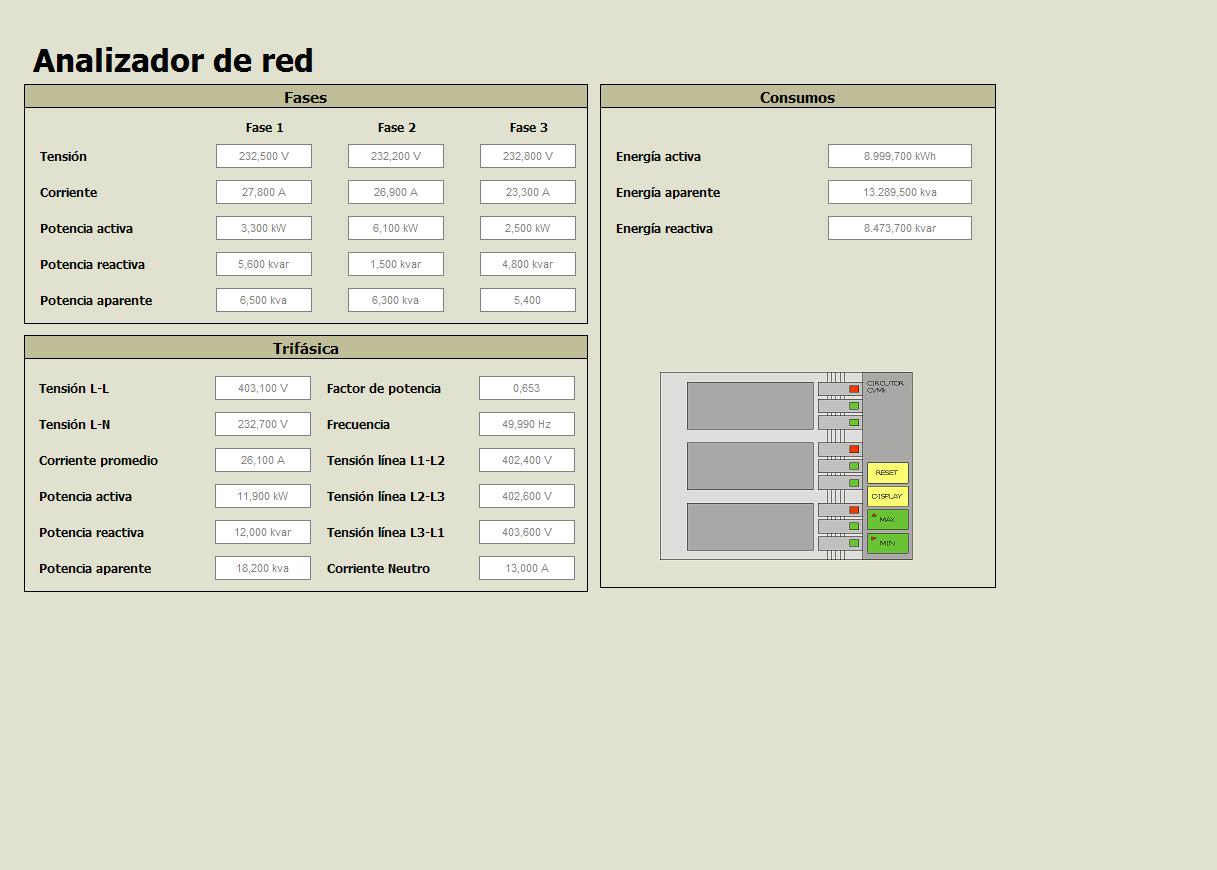 Analizador de red
Fases
Fase 1 Fase 2 Fase 3
Tensión 232,500 V 232,200 V 232,800 V
Corriente 27,800 A 26,900 A 23,300 A
Potencia activa 3,300 kW 6,100 kW 2,500 kW
Potencia reactiva 5,600 kvar 1,500 kvar 4,800 kvar
Potencia aparente 6,500 kva 6,300 kva 5,400
Trifásica
Tensión L-L 403,100 V Factor de potencia 0,653
Tensión L-N 232,700 V Frecuencia 49,990 Hz
Corriente promedio 26,100 A Tensión línea L1-L2 402,400 V
Potencia activa 11,900 kW Tensión línea L2-L3 402,600 V
Potencia reactiva 12,000 kvar Tensión línea L3-L1 403,600 V
Potencia aparente 18,200 kva Corriente Neutro 13,000 A
Consumos
Energía activa 8.999,700 kWh
Energía aparente 13.289,500 kva
Energía reactiva 8.473,700 kvar
CIRCUTOR
CVMk
RESET
DISPLAY
MAX
MIN